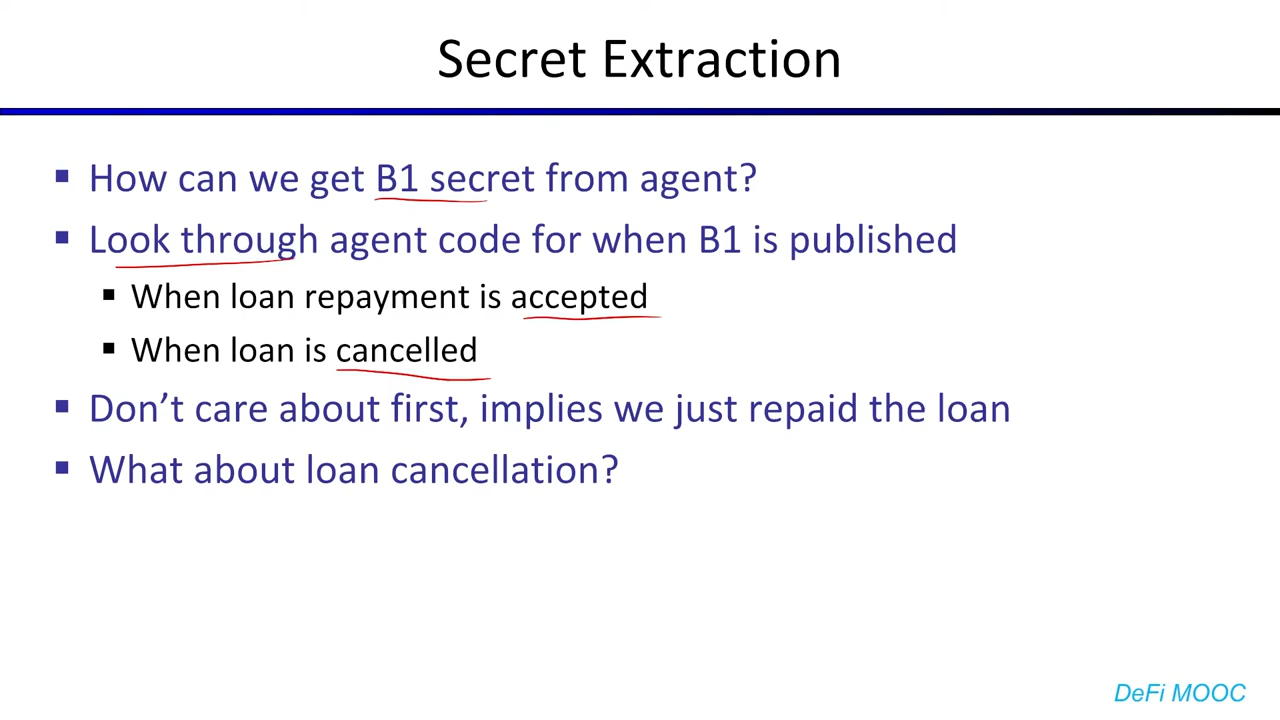 Secret Extraction
How can we get B1 secret from agent?
Look through agent code for when B1 is published
When loan repayment is accepted
When loan is cancelled
Don't care about first, implies we just repaid the loan
What about loan cancellation?
DeFi MOOC